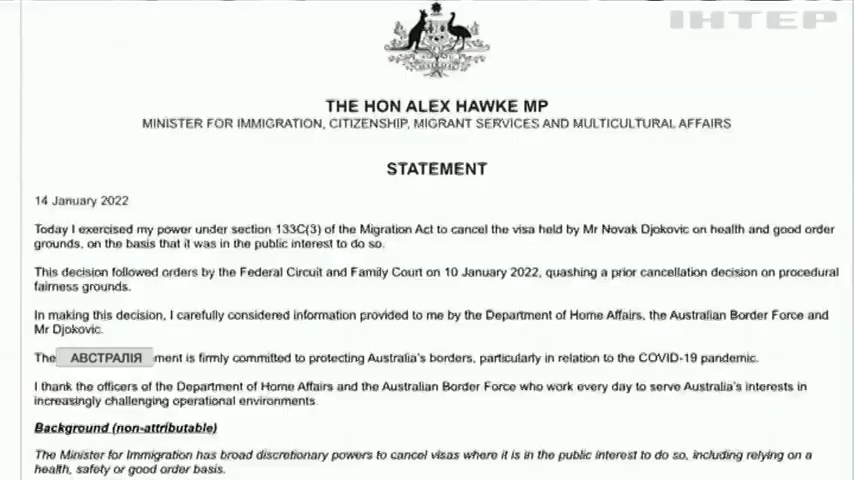 ІНТЕР
THE HON ALEX HAWKE MP
MINISTER FOR IMMIGRATION, CITIZENSHIP, MIGRANT SERVICES AND MULTICULTURAL AFFAIRS
STATEMENT
14 January 2022
Today I exercised my power under section 133C(3) of the Migration Act to cancel the visa held by Mr Novak Djokovic on health and good order
grounds, on the basis that it was in the public interest to do so.
This decision followed orders by the Federal Circuit and Family Court on 10 January 2022, quashing a prior cancellation decision on procedural
fairness grounds.
In making this decision, I carefully considered information provided to me by the Department of Home Affairs, the Australian Border Force and
Mr Djokovic.
The АВСТРАЛІЯ ment is firmly committed to protecting Australia's borders, particularly in relation to the COVID-19 pandemic.
I thank the officers of the Department of Home Affairs and the Australian Border Force who work every day to serve Australia's interests in
increasingly challenging operational environments.
Background (non-attributable)
The Minister for Immigration has broad discretionary powers to cancel visas where it is in the public interest to do so, including relying on a
health, safety or good order basis.